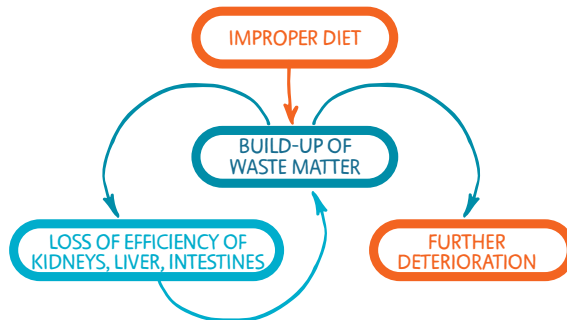 IMPROPER DIET
BUILD-UP OF
WASTE MATTER
LOSS OF EFFICIENCY OF
KIDNEYS, LIVER, INTESTINES
FURTHER
DETERIORATION